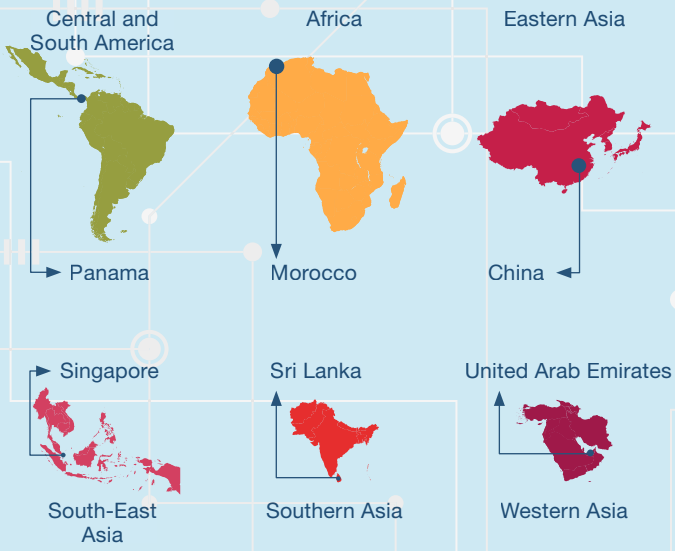 Central and
South America
Africa
Eastern Asia
Panama
Morocco
China
Singapore
Sri Lanka
United Arab Emirates
South-East
Asia
Southern Asia
Western Asia